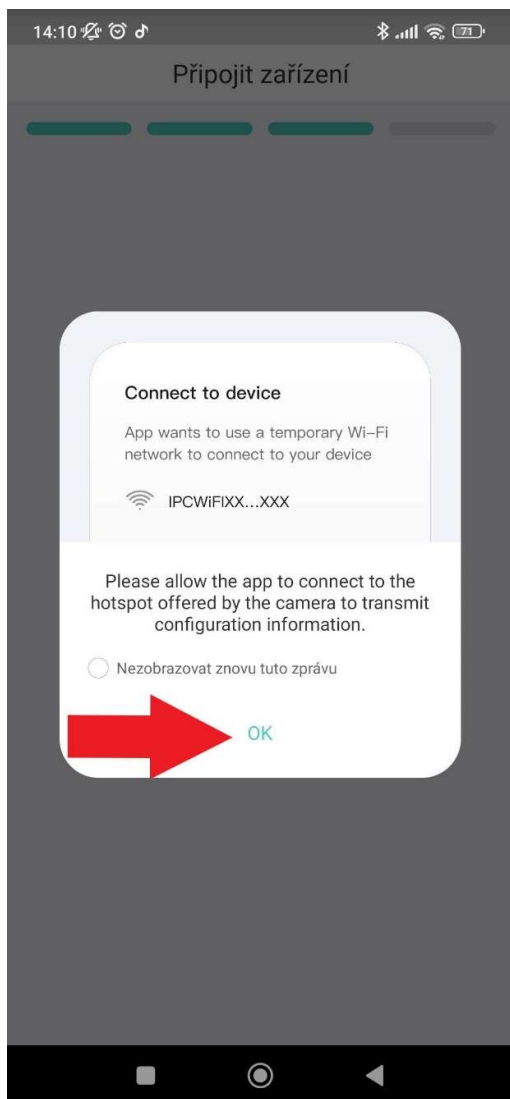 14:10
71
Připojit zařízení
Connect to device
App wants to use a temporary Wi-Fi
network to connect to your device
IPCWiFIXX...XXX
Please allow the app to connect to the
hotspot offered by the camera to transmit
configuration information.
Nezobrazovat znovu tuto zprávu
OK